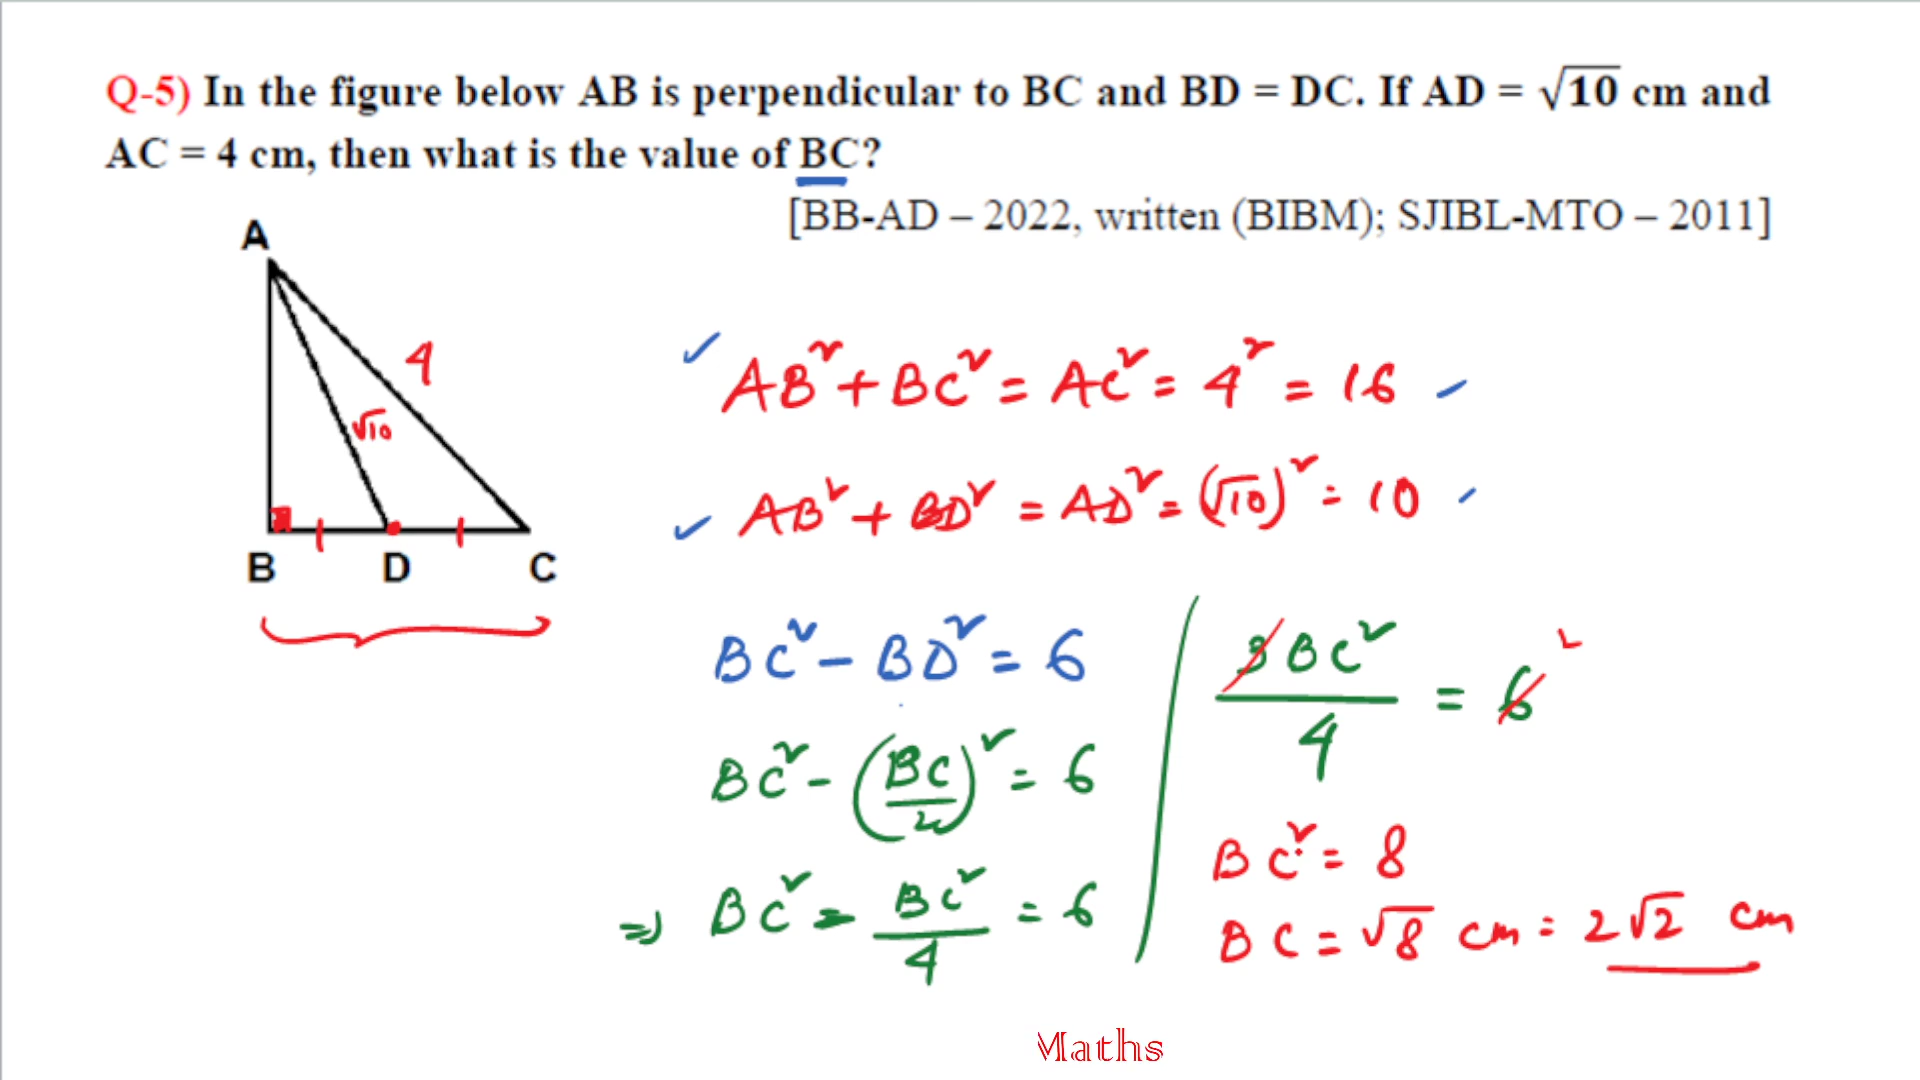 Q-5) In the figure below AB is perpendicular to BC and BD = DC. If AD = √10 cm and
AC = 4 cm, then what is the value of BC?
[BB-AD – 2022, written (BIBM); SJIBL-MTO – 2011]
A
4
√10
B D C
AB² + BC² = AC² = 4² = 16
AB² + BD² = AD² = (√10)² = 10
BC² – BD² = 6
BC² – (BC/2)² = 6
⇒ BC² – BC²/4 = 6
3BC²/4 = 6 2
BC² = 8
BC = √8 cm = 2√2 cm
Maths